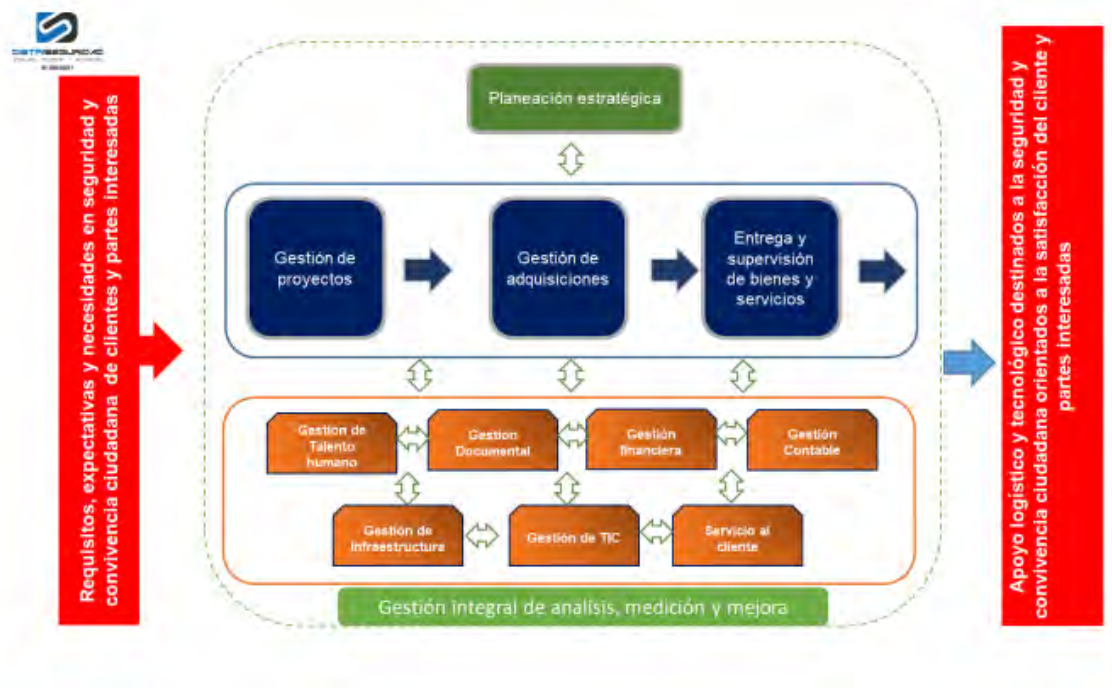 DISTRISEGURIDAD
Requisitos, expectativas y necesidades en seguridad y
convivencia ciudadana de clientes y partes interesadas
Planeación estratégica
Gestión de
proyectos
Gestión de
adquisiciones
Entrega y
supervisión
de bienes y
servicios
Gestion de
Talento
humano
Gestion
Documental
Gestión
financiera
Gestión
Contable
Gestión de
Infraestructura
Gestión de TIC
Servicio al
cliente
Gestión integral de analisis, medición y mejora
Apoyo logístico y tecnológico destinados a la seguridad y
convivencia ciudadana orientados a la satisfacción del cliente y
partes interesadas